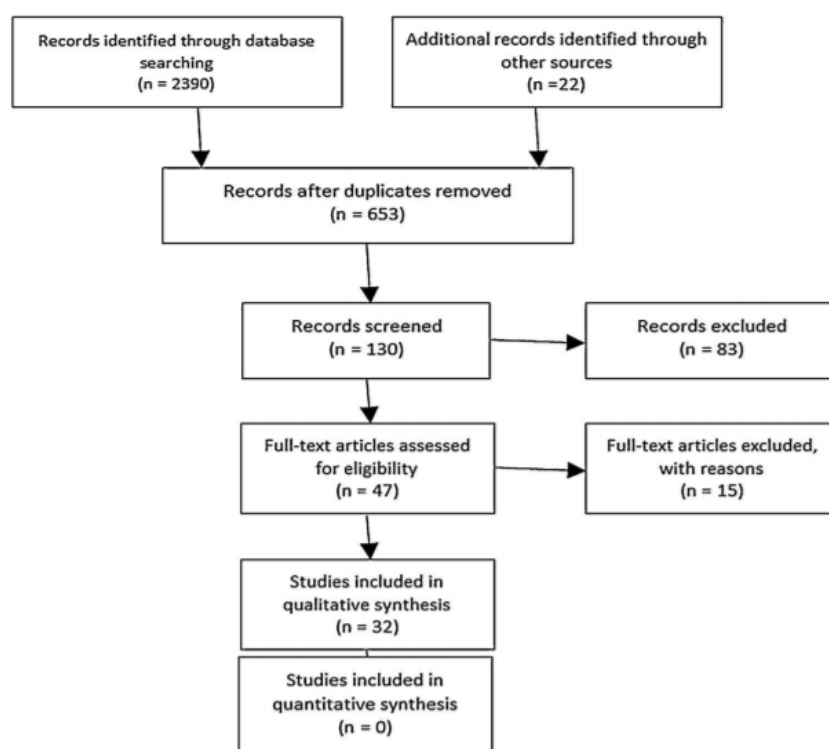 Records identified through database
searching
(n = 2390)
Additional records identified through
other sources
(n =22)
Records after duplicates removed
(n = 653)
Records screened
(n = 130)
Records excluded
(n = 83)
Full-text articles assessed
for eligibility
(n = 47)
Full-text articles excluded,
with reasons
(n = 15)
Studies included in
qualitative synthesis
(n = 32)
Studies included in
quantitative synthesis
(n = 0)